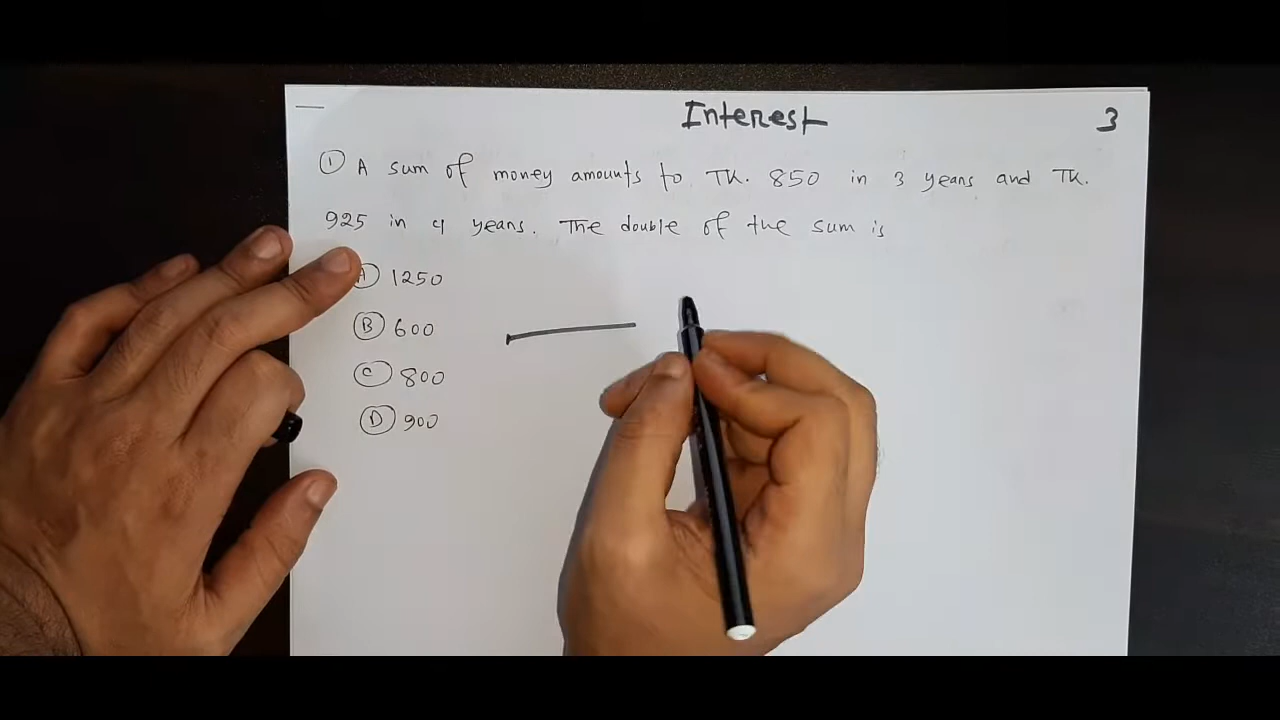 Interest
3
① A sum of money amounts to TK. 850 in 3 years and TK.
925 in 4 years. The double of the sum is
Ⓐ 1250
Ⓑ 600
Ⓒ 800
Ⓓ 900